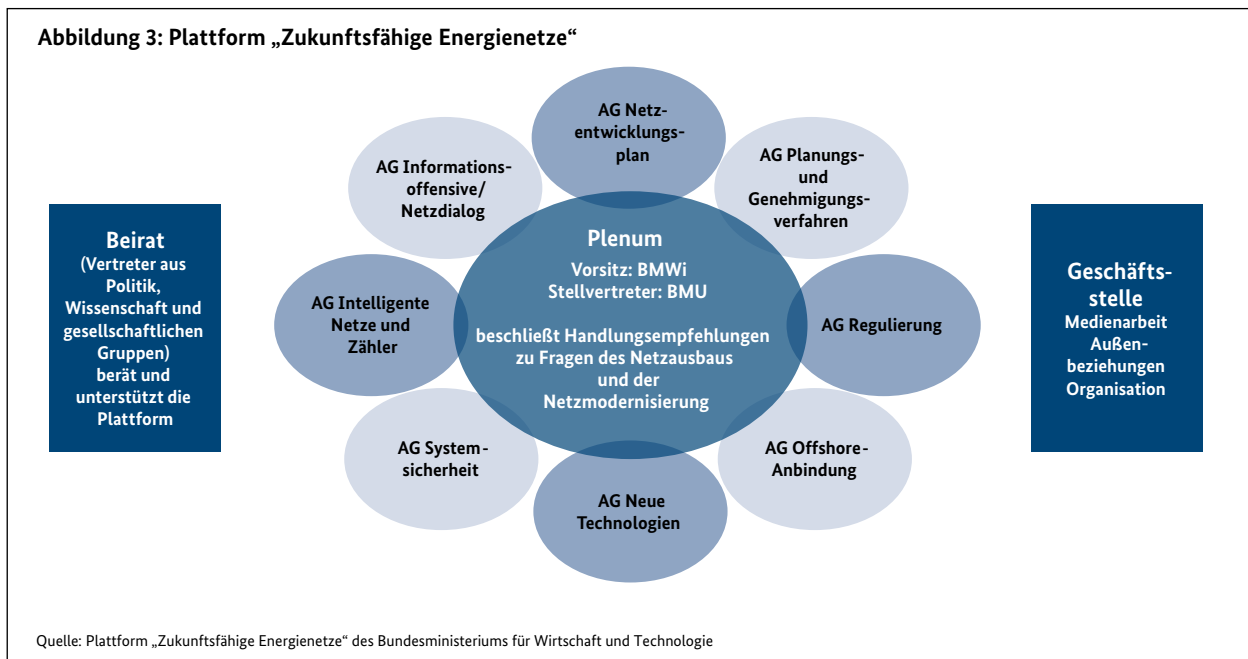 Abbildung 3: Plattform „Zukunftsfähige Energienetze“
AG Netz-
entwicklungs-
plan
AG Informations-
offensive/
Netzdialog
AG Planungs-
und
Genehmigungs-
verfahren
Beirat
(Vertreter aus
Politik,
Wissenschaft und
gesellschaftlichen
Gruppen)
berät und
unterstützt die
Plattform
AG Intelligente
Netze und
Zähler
Plenum
Vorsitz: BMWi
Stellvertreter: BMU
beschließt Handlungsempfehlungen
zu Fragen des Netzausbaus
und der
Netzmodernisierung
AG Regulierung
Geschäfts-
stelle
Medienarbeit
Außen-
beziehungen
Organisation
AG System-
sicherheit
AG Neue
Technologien
AG Offshore-
Anbindung
Quelle: Plattform „Zukunftsfähige Energienetze“ des Bundesministeriums für Wirtschaft und Technologie